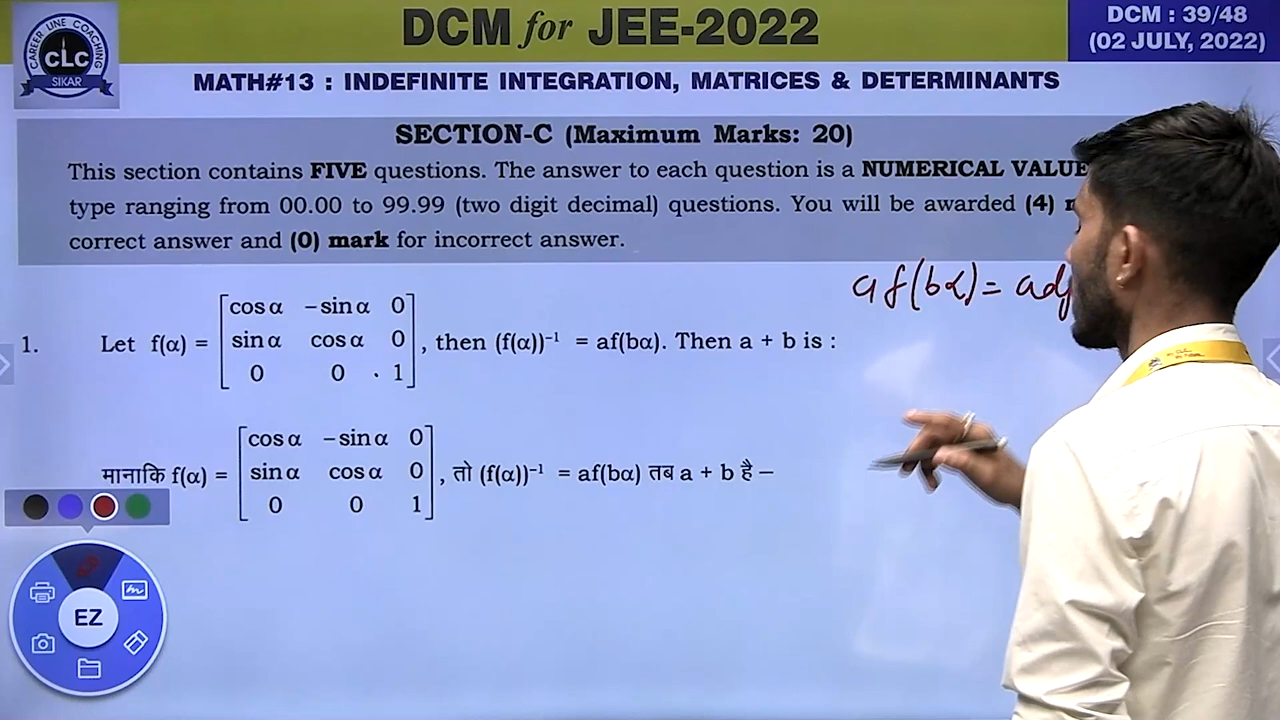 DCM for JEE-2022
DCM : 39/48
(02 JULY, 2022)
CAREER LINE COACHING
CLC
SIKAR
MATH#13 : INDEFINITE INTEGRATION, MATRICES & DETERMINANTS
SECTION-C (Maximum Marks: 20)
This section contains FIVE questions. The answer to each question is a NUMERICAL VALUE
type ranging from 00.00 to 99.99 (two digit decimal) questions. You will be awarded (4)
correct answer and (0) mark for incorrect answer.
af(bα) = adj
1. Let f(α) = [cos α −sin α 0
sin α cos α 0
0 0 1], then (f(α))⁻¹ = af(bα). Then a + b is :
मानाकि f(α) = [cos α −sin α 0
sin α cos α 0
0 0 1], तो (f(α))⁻¹ = af(bα) तब a + b है –
EZ